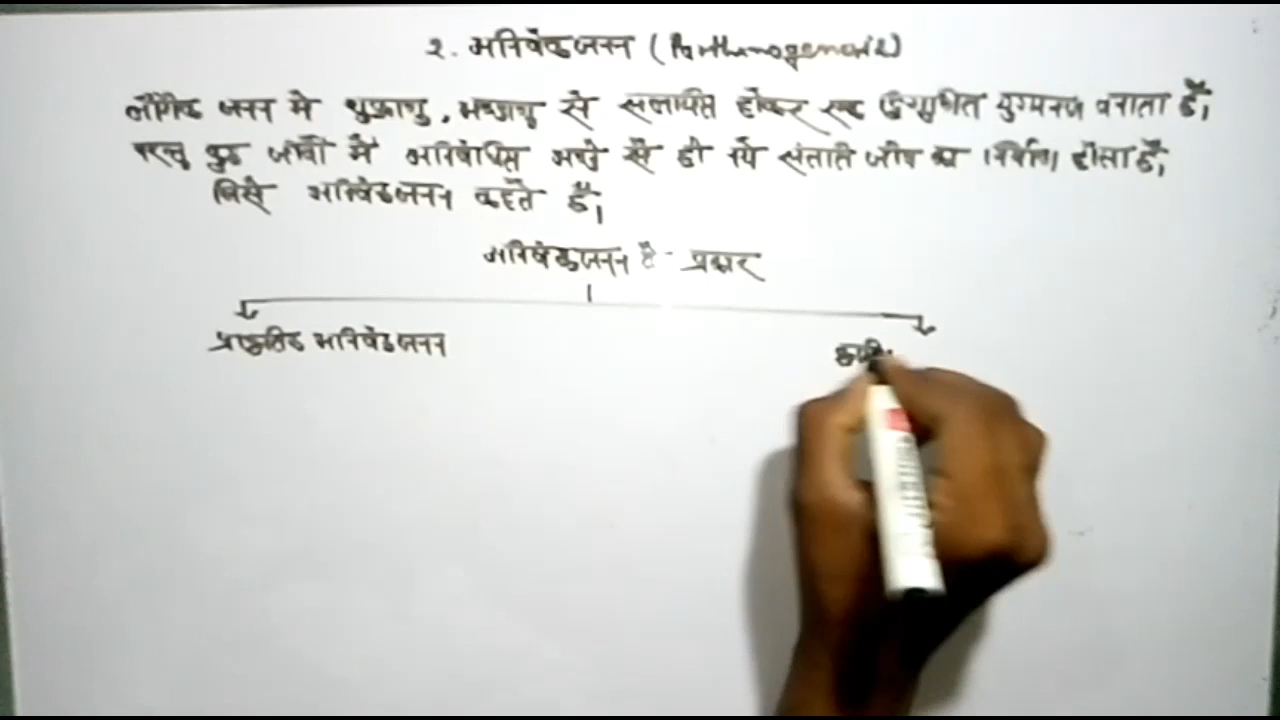 2. अनिषेकजनन (Parthenogenesis)
लैंगिक जनन मे शुक्राणु, अण्डाणु से सलायित होकर एक द्विगुणित युग्मनज बनाता हैं,
परन्तु कुछ जीवों मैं अनिषेचित अण्डे से ही नये संतति जीव का निर्माण होता है,
जिसे अनिषेकजनन कहते हैं,
अनिषेकजनन के - प्रकार
प्राकृतिक अनिषेकजनन